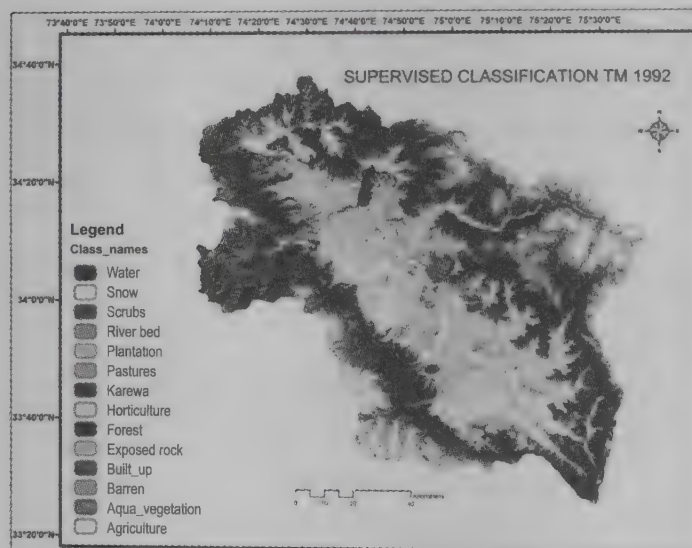 73°40'0"E 73°50'0"E 74°0'0"E 74°10'0"E 74°20'0"E 74°30'0"E 74°40'0"E 74°50'0"E 75°0'0"E 75°10'0"E 75°20'0"E 75°30'0"E
34°40'0"N
SUPERVISED CLASSIFICATION TM 1992
34°20'0"N
Legend
Class_names
Water
Snow
34°0'0"N
Scrubs
River bed
Plantation
Pastures
Karewa
Horticulture
33°40'0"N
Forest
Exposed rock
Built_up
Barren
Aqua_vegetation
Agriculture
33°20'0"N